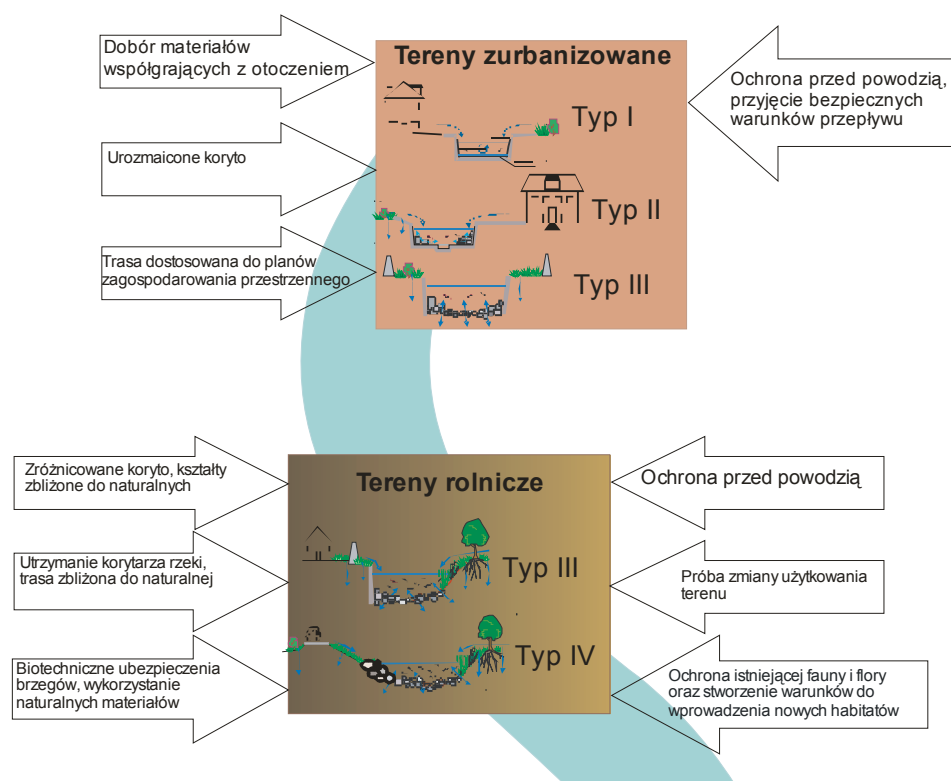 Dobór materiałów
współgrających z otoczeniem
Tereny zurbanizowane
Ochrona przed powodzią,
przyjęcie bezpiecznych
warunków przepływu
Typ I
Urozmaicone koryto
Typ II
Trasa dostosowana do planów
zagospodarowania przestrzennego
Typ III
Zróżnicowane koryto, kształty
zbliżone do naturalnych
Tereny rolnicze
Ochrona przed powodzią
Utrzymanie korytarza rzeki,
trasa zbliżona do naturalnej
Typ III
Próba zmiany użytkowania
terenu
Biotechniczne ubezpieczenia
brzegów, wykorzystanie
naturalnych materiałów
Typ IV
Ochrona istniejącej fauny i flory
oraz stworzenie warunków do
wprowadzenia nowych habitatów